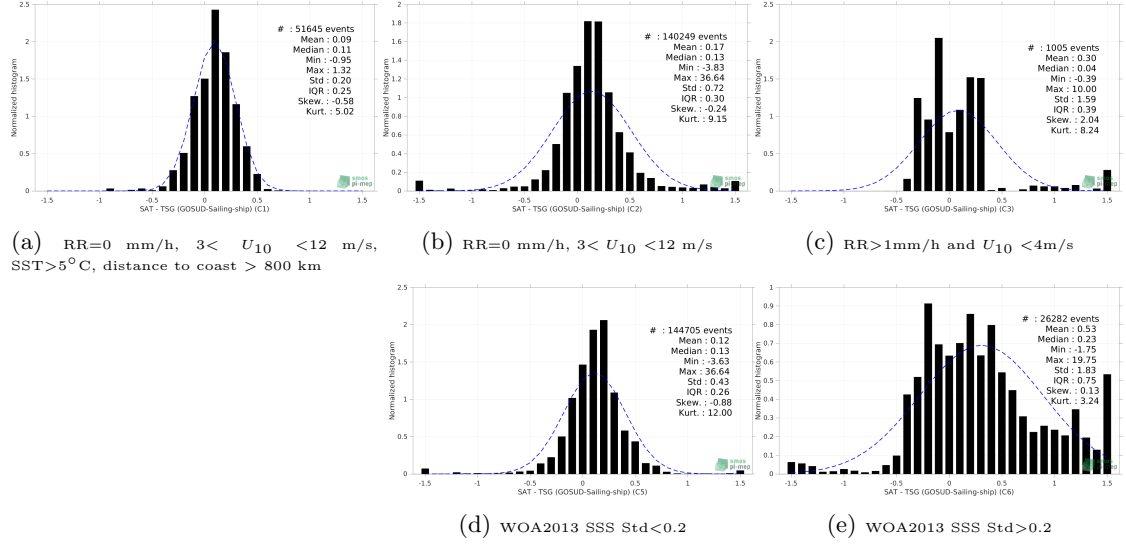 2.5
2
1.5
1
0.5
0
Normalized histogram
# : 51645 events
Mean : 0.09
Median : 0.11
Min : -0.95
Max : 1.32
Std : 0.20
IQR : 0.25
Skew. : -0.58
Kurt. : 5.02
smos
pi-mep
-1.5 -1 -0.5 0 0.5 1 1.5
SAT - TSG (GOSUD-Sailing-ship) (C1)
(a) RR=0 mm/h, 3< U10 <12 m/s,
SST>5°C, distance to coast > 800 km
2
1.8
1.6
1.4
1.2
1
0.8
0.6
0.4
0.2
0
Normalized histogram
# : 140249 events
Mean : 0.17
Median : 0.13
Min : -3.83
Max : 36.64
Std : 0.72
IQR : 0.30
Skew. : -0.24
Kurt. : 9.15
smos
pi-mep
-1.5 -1 -0.5 0 0.5 1 1.5
SAT - TSG (GOSUD-Sailing-ship) (C2)
(b) RR=0 mm/h, 3< U10 <12 m/s
2.5
2
1.5
1
0.5
0
Normalized histogram
# : 1005 events
Mean : 0.30
Median : 0.04
Min : -0.39
Max : 10.00
Std : 1.59
IQR : 0.39
Skew. : 2.04
Kurt. : 8.24
smos
pi-mep
-1.5 -1 -0.5 0 0.5 1 1.5
SAT - TSG (GOSUD-Sailing-ship) (C3)
(c) RR>1mm/h and U10 <4m/s
2.5
2
1.5
1
0.5
0
Normalized histogram
# : 144705 events
Mean : 0.12
Median : 0.13
Min : -3.63
Max : 36.64
Std : 0.43
IQR : 0.26
Skew. : -0.88
Kurt. : 12.00
smos
pi-mep
-1.5 -1 -0.5 0 0.5 1 1.5
SAT - TSG (GOSUD-Sailing-ship) (C5)
(d) WOA2013 SSS Std<0.2
1
0.9
0.8
0.7
0.6
0.5
0.4
0.3
0.2
0.1
0
Normalized histogram
# : 26282 events
Mean : 0.53
Median : 0.23
Min : -1.75
Max : 19.75
Std : 1.83
IQR : 0.75
Skew. : 0.13
Kurt. : 3.24
smos
pi-mep
-1.5 -1 -0.5 0 0.5 1 1.5
SAT - TSG (GOSUD-Sailing-ship) (C6)
(e) WOA2013 SSS Std>0.2